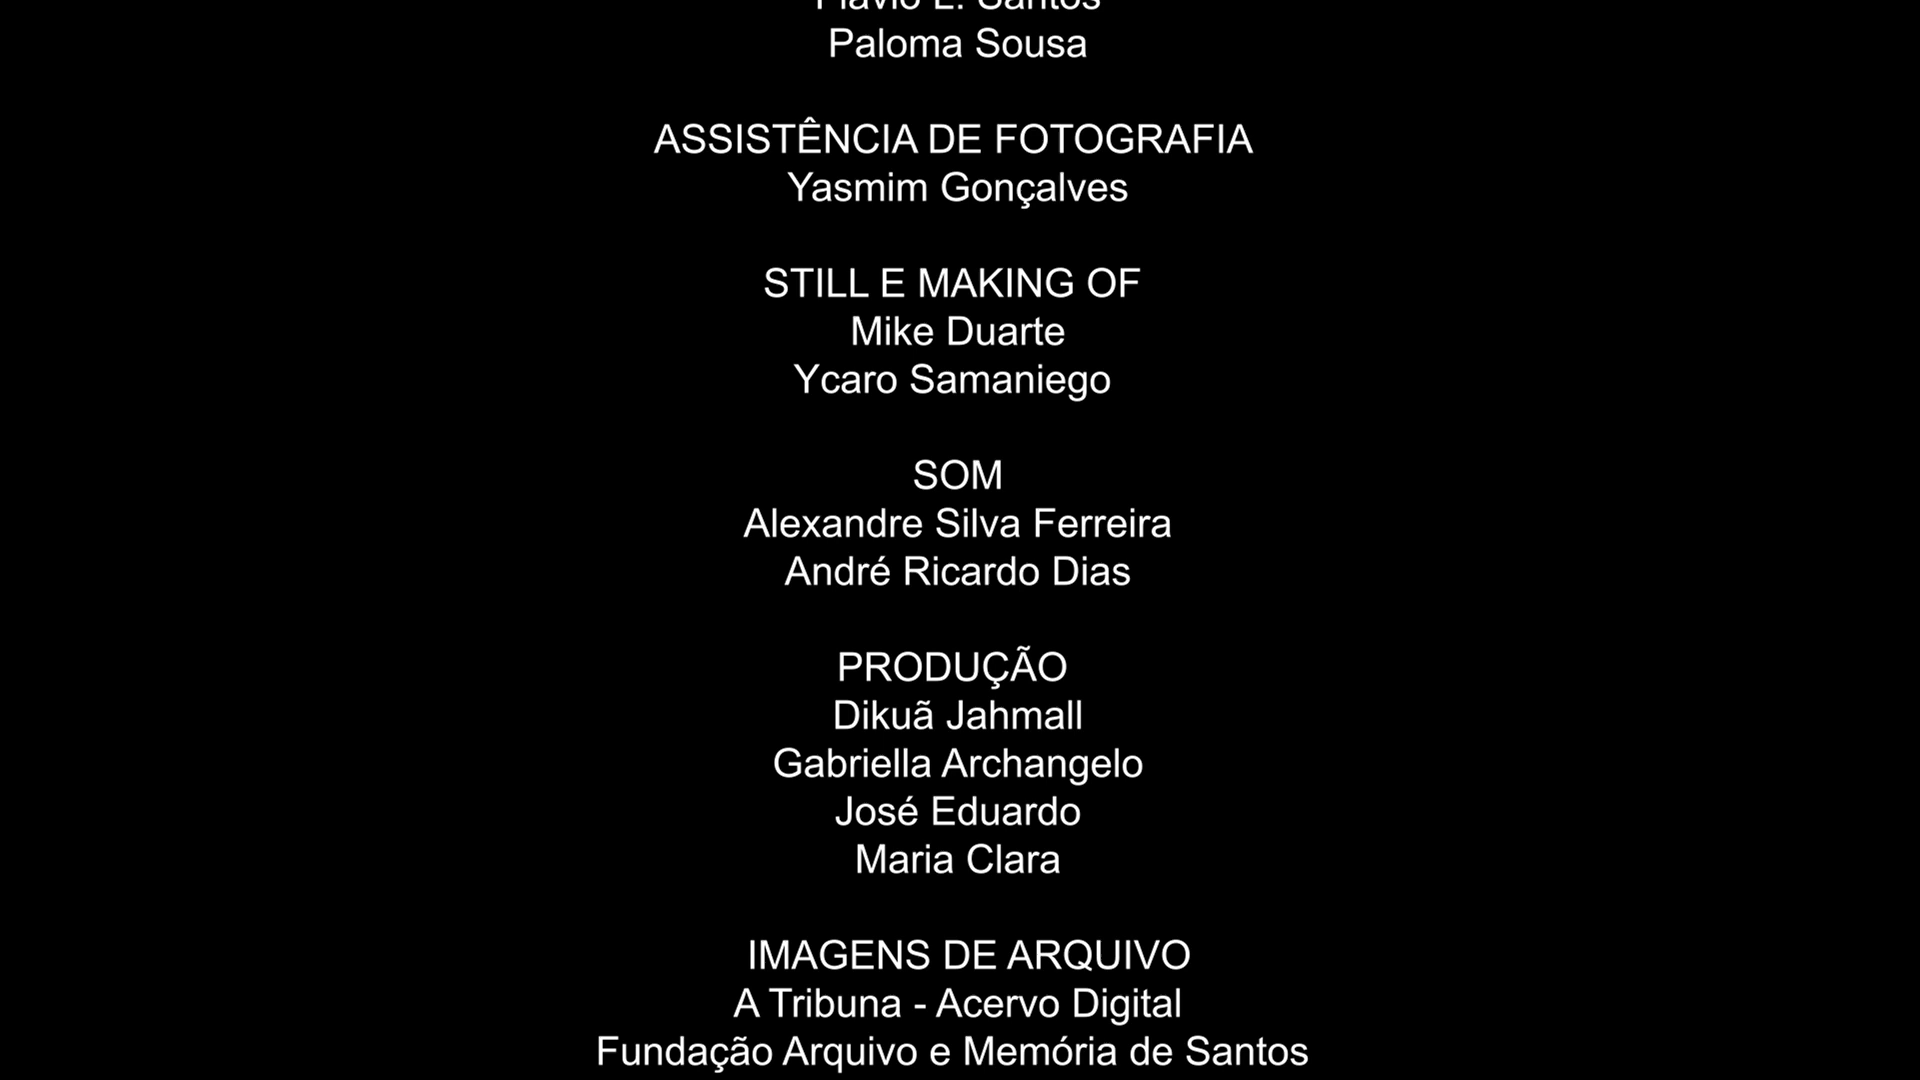 Flávio L. Santos
Paloma Sousa
ASSISTÊNCIA DE FOTOGRAFIA
Yasmim Gonçalves
STILL E MAKING OF
Mike Duarte
Ycaro Samaniego
SOM
Alexandre Silva Ferreira
André Ricardo Dias
PRODUÇÃO
Dikuã Jahmall
Gabriella Archangelo
José Eduardo
Maria Clara
IMAGENS DE ARQUIVO
A Tribuna - Acervo Digital
Fundação Arquivo e Memória de Santos